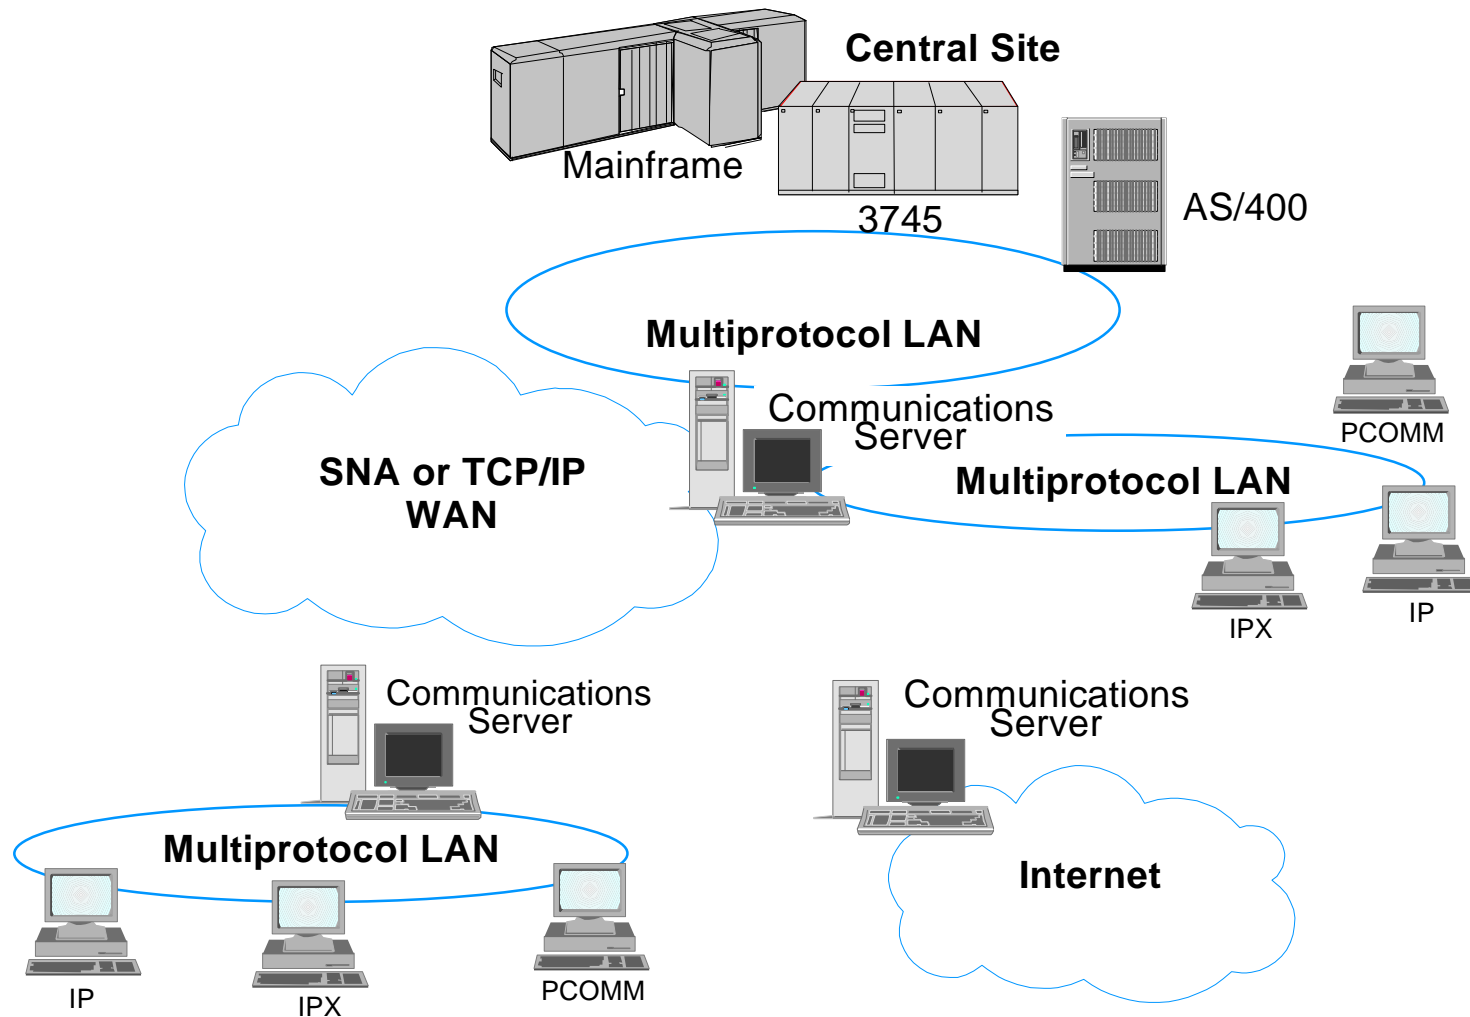 Central Site
Mainframe
3745
AS/400
Multiprotocol LAN
Communications
Server
PCOMM
SNA or TCP/IP
WAN
Multiprotocol LAN
IPX
IP
Communications
Server
Communications
Server
Multiprotocol LAN
Internet
IP
IPX
PCOMM